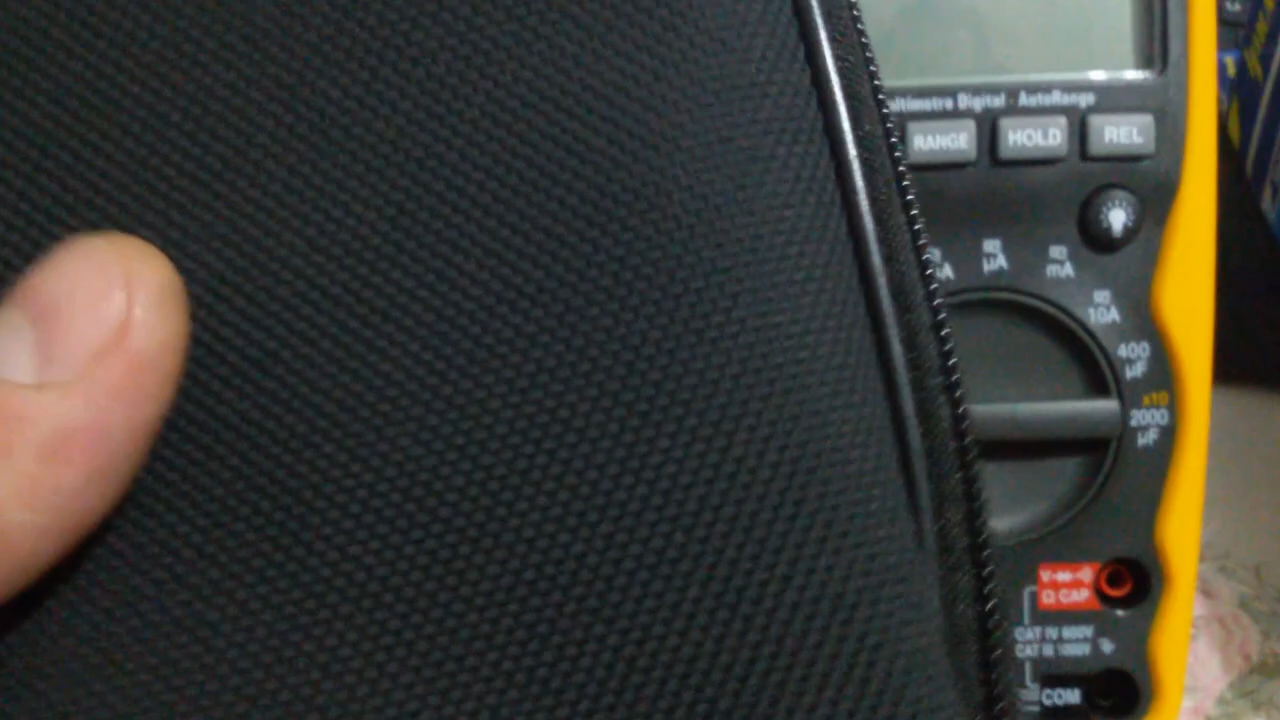 Digital - AutoRange
RANGE HOLD REL
µA
mA
10A
400
µF
x10
2000
µF
Ω CAP
CAT IV 600V
CAT III 1000V
COM